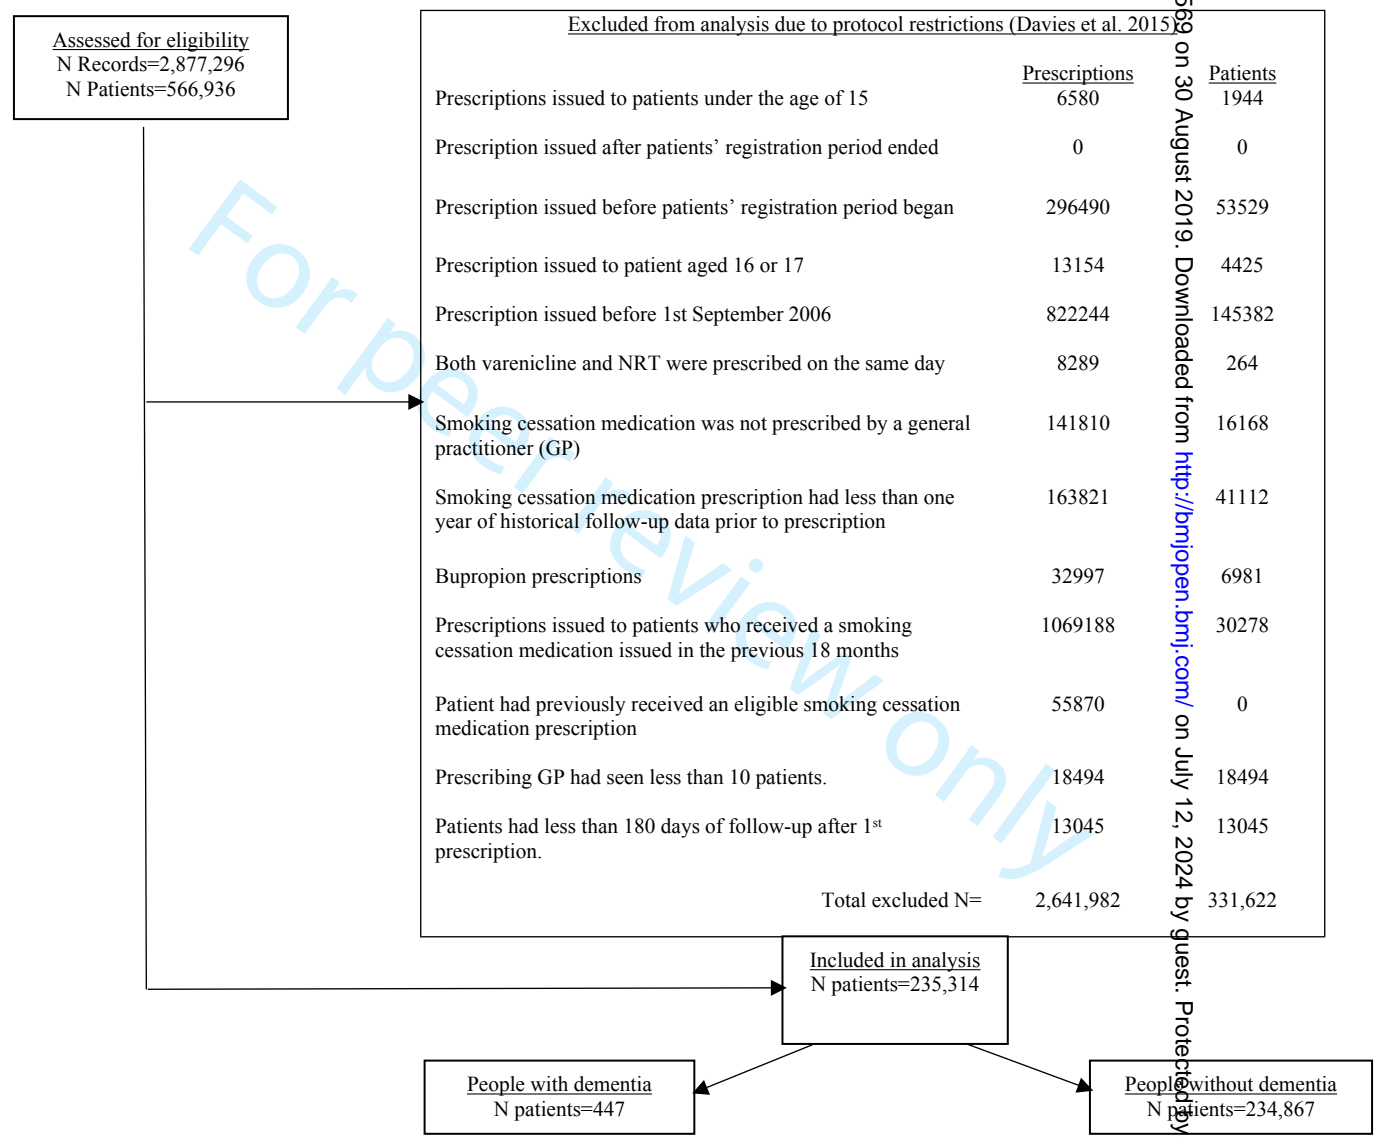 Assessed for eligibility
N Records=2,877,296
N Patients=566,936
Excluded from analysis due to protocol restrictions (Davies et al. 2015)
Prescriptions Patients
Prescriptions issued to patients under the age of 15 6580 1944
Prescription issued after patients’ registration period ended 0 0
Prescription issued before patients’ registration period began 296490 53529
Prescription issued to patient aged 16 or 17 13154 4425
Prescription issued before 1st September 2006 822244 145382
Both varenicline and NRT were prescribed on the same day 8289 264
Smoking cessation medication was not prescribed by a general 141810 16168
practitioner (GP)
Smoking cessation medication prescription had less than one 163821 41112
year of historical follow-up data prior to prescription
Bupropion prescriptions 32997 6981
Prescriptions issued to patients who received a smoking 1069188 30278
cessation medication issued in the previous 18 months
Patient had previously received an eligible smoking cessation 55870 0
medication prescription
Prescribing GP had seen less than 10 patients. 18494 18494
Patients had less than 180 days of follow-up after 1st 13045 13045
prescription.
Total excluded N= 2,641,982 331,622
Included in analysis
N patients=235,314
People with dementia
N patients=447
People without dementia
N patients=234,867
For peer review only
569 on 30 August 2019. Downloaded from http://bmjopen.bmj.com/ on July 12, 2024 by guest. Protected by